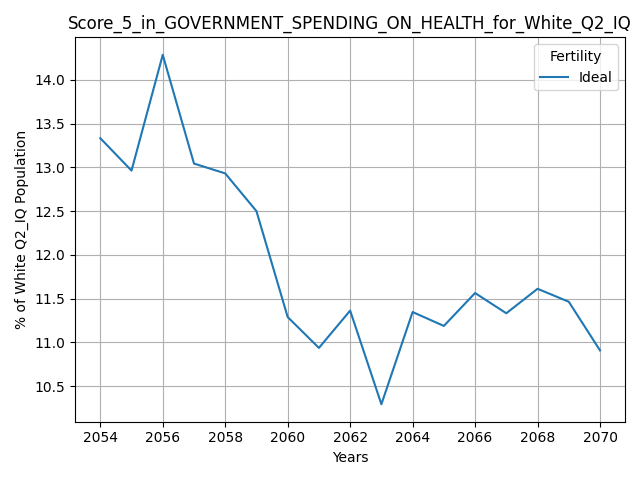 Score_5_in_GOVERNMENT_SPENDING_ON_HEALTH_for_White_Q2_IQ
Fertility
Ideal
% of White Q2_IQ Population
14.0
13.5
13.0
12.5
12.0
11.5
11.0
10.5
2054 2056 2058 2060 2062 2064 2066 2068 2070
Years